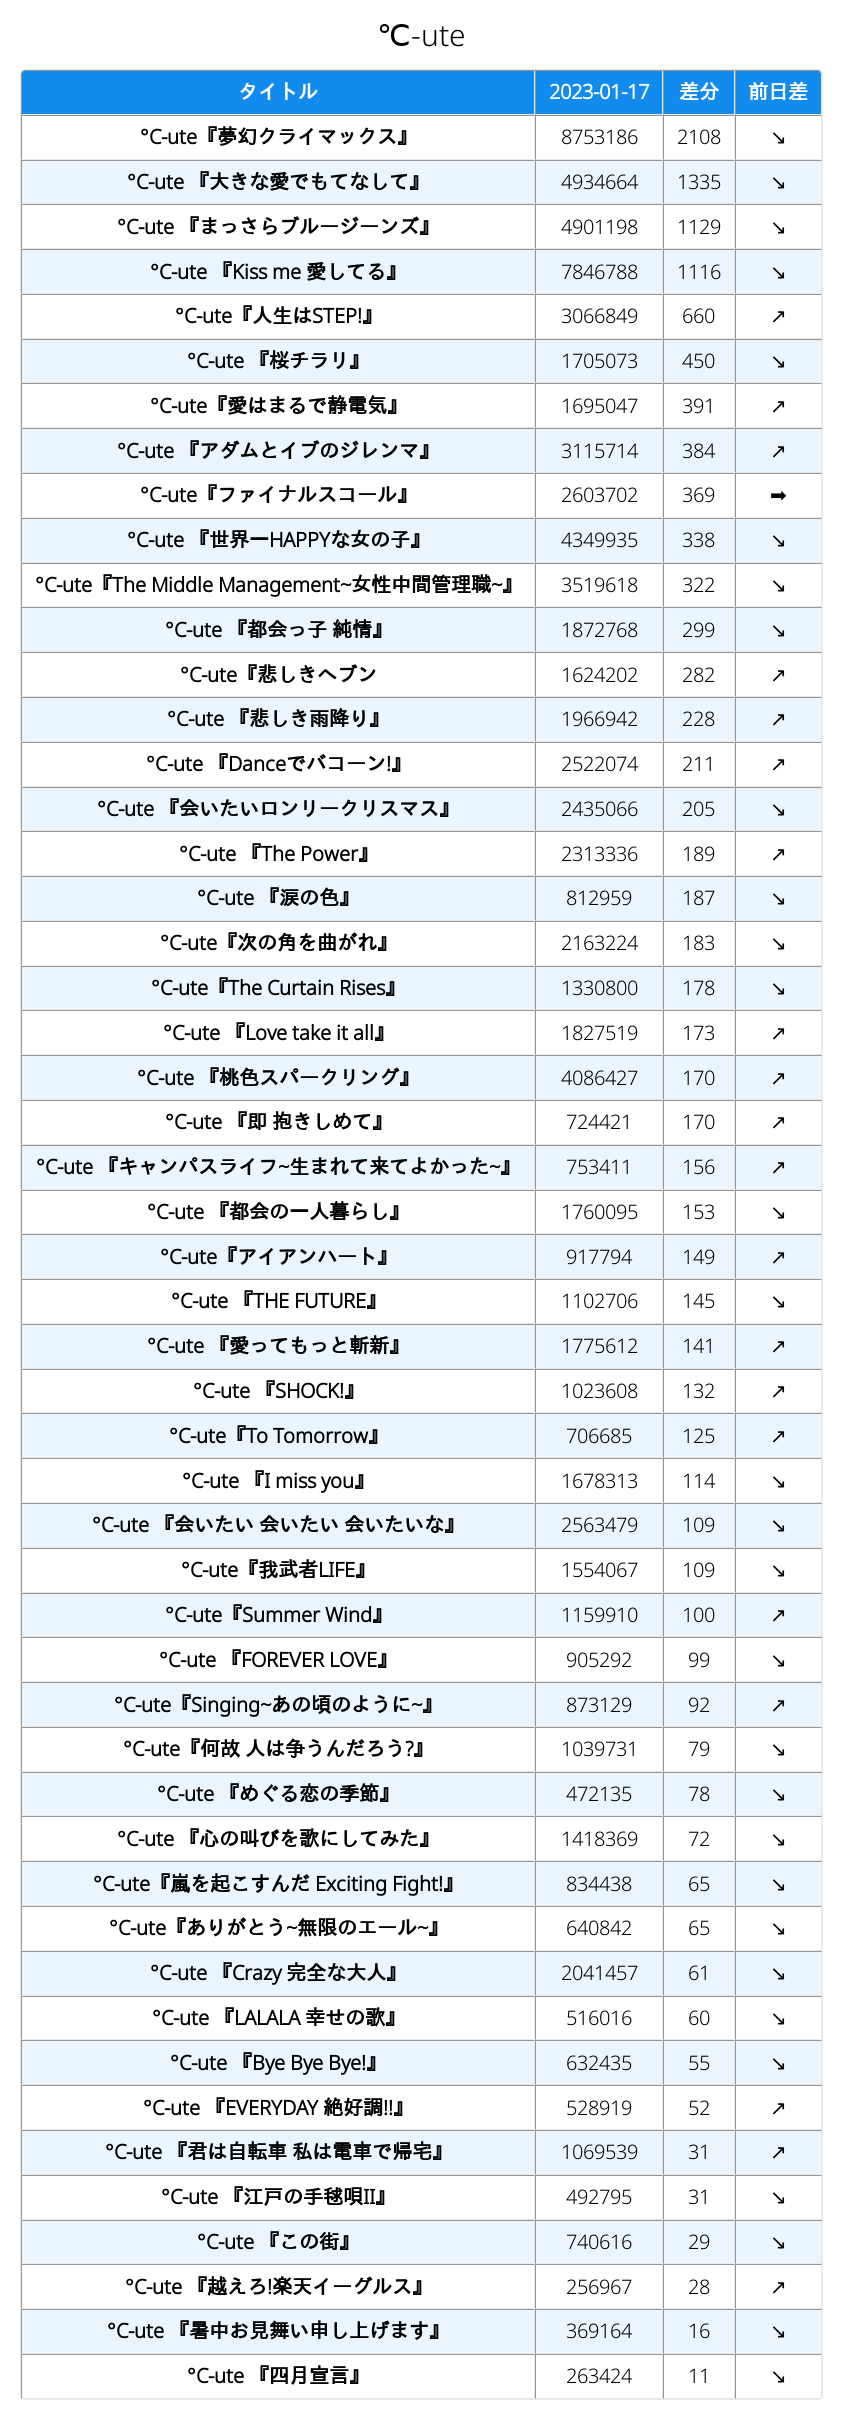 ℃-ute
タイトル 2023-01-17 差分 前日差
°C-ute『夢幻クライマックス』 8753186 2108 ↘
°C-ute 『大きな愛でもてなして』 4934664 1335 ↘
°C-ute 『まっさらブルージーンズ』 4901198 1129 ↘
°C-ute 『Kiss me 愛してる』 7846788 1116 ↘
°C-ute『人生はSTEP!』 3066849 660 ↗
°C-ute 『桜チラリ』 1705073 450 ↘
°C-ute『愛はまるで静電気』 1695047 391 ↗
°C-ute 『アダムとイブのジレンマ』 3115714 384 ↗
°C-ute『ファイナルスコール』 2603702 369 ➡
°C-ute 『世界一HAPPYな女の子』 4349935 338 ↘
°C-ute『The Middle Management~女性中間管理職~』 3519618 322 ↘
°C-ute 『都会っ子 純情』 1872768 299 ↘
°C-ute『悲しきヘブン 1624202 282 ↗
°C-ute 『悲しき雨降り』 1966942 228 ↗
°C-ute 『Danceでバコーン!』 2522074 211 ↗
°C-ute 『会いたいロンリークリスマス』 2435066 205 ↘
°C-ute 『The Power』 2313336 189 ↗
°C-ute 『涙の色』 812959 187 ↘
°C-ute『次の角を曲がれ』 2163224 183 ↘
°C-ute『The Curtain Rises』 1330800 178 ↘
°C-ute 『Love take it all』 1827519 173 ↗
°C-ute 『桃色スパークリング』 4086427 170 ↗
°C-ute 『即 抱きしめて』 724421 170 ↗
°C-ute 『キャンパスライフ~生まれて来てよかった~』 753411 156 ↗
°C-ute 『都会の一人暮らし』 1760095 153 ↘
°C-ute『アイアンハート』 917794 149 ↗
°C-ute 『THE FUTURE』 1102706 145 ↘
°C-ute 『愛ってもっと斬新』 1775612 141 ↗
°C-ute 『SHOCK!』 1023608 132 ↗
°C-ute『To Tomorrow』 706685 125 ↗
°C-ute 『I miss you』 1678313 114 ↘
°C-ute 『会いたい 会いたい 会いたいな』 2563479 109 ↘
°C-ute『我武者LIFE』 1554067 109 ↘
°C-ute『Summer Wind』 1159910 100 ↗
°C-ute 『FOREVER LOVE』 905292 99 ↘
°C-ute『Singing~あの頃のように~』 873129 92 ↗
°C-ute『何故 人は争うんだろう?』 1039731 79 ↘
°C-ute 『めぐる恋の季節』 472135 78 ↘
°C-ute 『心の叫びを歌にしてみた』 1418369 72 ↘
°C-ute『嵐を起こすんだ Exciting Fight!』 834438 65 ↘
°C-ute『ありがとう~無限のエール~』 640842 65 ↘
°C-ute 『Crazy 完全な大人』 2041457 61 ↘
°C-ute 『LALALA 幸せの歌』 516016 60 ↘
°C-ute 『Bye Bye Bye!』 632435 55 ↘
°C-ute 『EVERYDAY 絶好調!!』 528919 52 ↗
°C-ute 『君は自転車 私は電車で帰宅』 1069539 31 ↗
°C-ute 『江戸の手毬唄II』 492795 31 ↘
°C-ute 『この街』 740616 29 ↘
°C-ute 『越えろ!楽天イーグルス』 256967 28 ↗
°C-ute 『暑中お見舞い申し上げます』 369164 16 ↘
°C-ute 『四月宣言』 263424 11 ↘